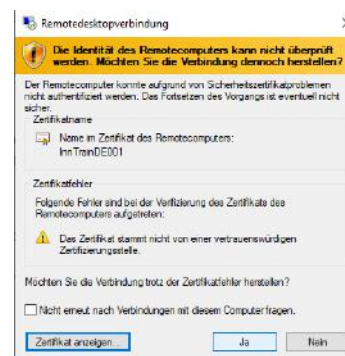 Remotedesktopverbindung
Die Identität des Remotecomputers kann nicht überprüft
werden. Möchten Sie die Verbindung dennoch herstellen?
Der Remotecomputer konnte aufgrund von Sicherheitszertifikatproblemen
nicht authentifiziert werden. Das Fortsetzen des Vorgangs ist eventuell nicht
sicher.
Zertifikatname
Name im Zertifikat des Remotecomputers:
InnTrainDE001
Zertifikatfehler
Folgende Fehler sind bei der Verifizierung des Zertifikats des
Remotecomputers aufgetreten:
Das Zertifikat stammt nicht von einer vertrauenswürdigen
Zertifizierungsstelle.
Möchten Sie die Verbindung trotz der Zertifikatfehler herstellen?
Nicht erneut nach Verbindungen mit diesem Computer fragen.
Zertifikat anzeigen... Ja Nein